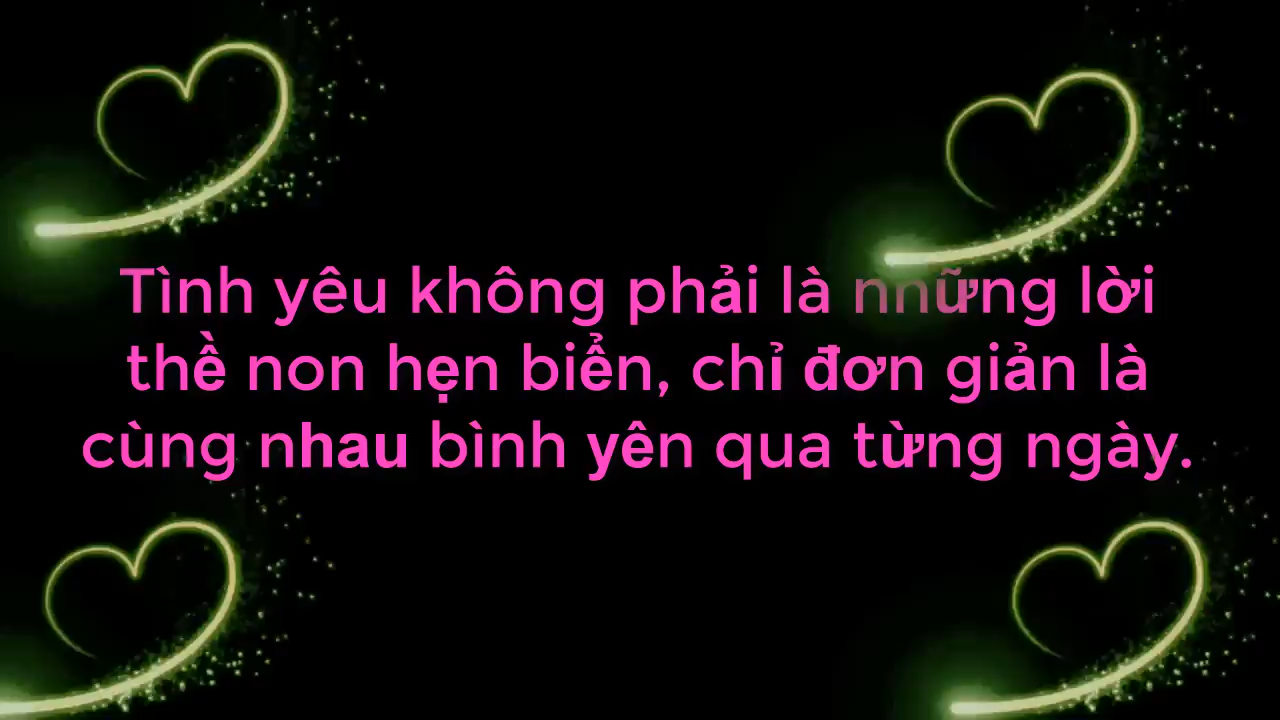 Tình yêu không phải là những lời
thề non hẹn biển, chỉ đơn giản là
cùng nhau bình yên qua từng ngày.